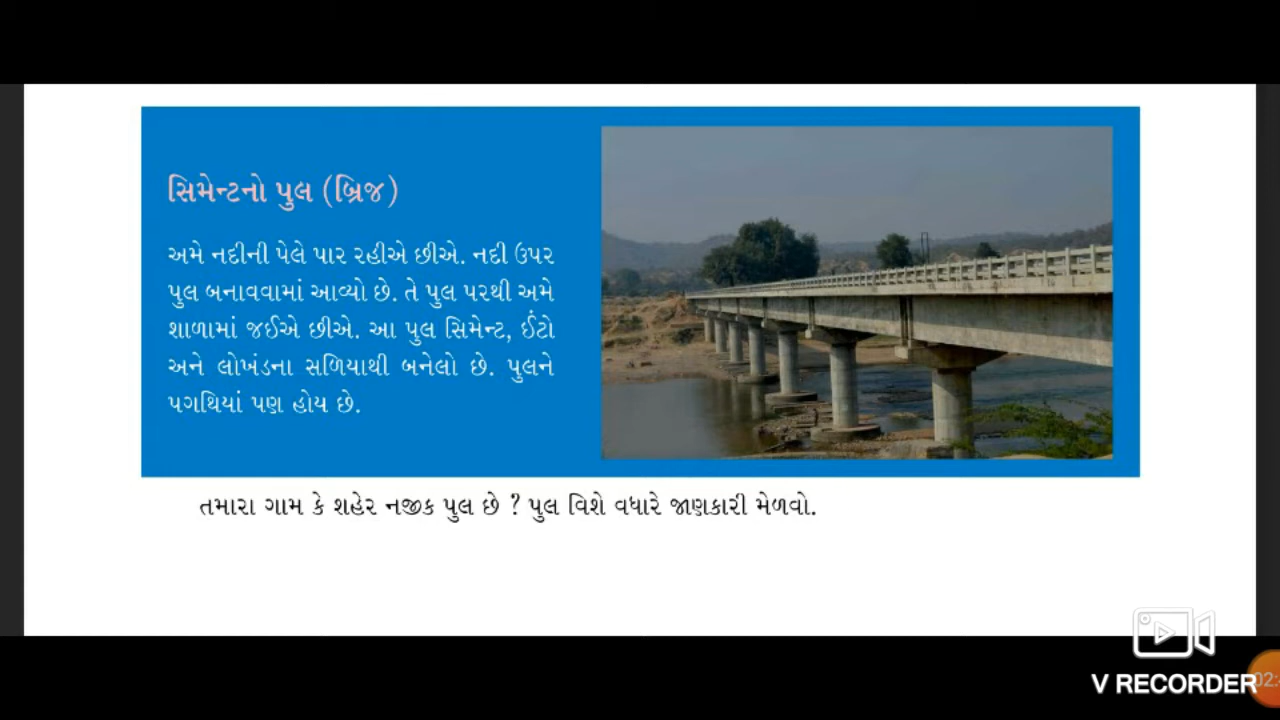 સિમેન્ટનો પુલ (બ્રિજ)
અમે નદીની પેલે પાર રહીએ છીએ. નદી ઉપર
પુલ બનાવવામાં આવ્યો છે. તે પુલ પરથી અમે
શાળામાં જઈએ છીએ. આ પુલ સિમેન્ટ, ઈંટો
અને લોખંડના સળિયાથી બનેલો છે. પુલને
પગથિયાં પણ હોય છે.
તમારા ગામ કે શહેર નજીક પુલ છે ? પુલ વિશે વધારે જાણકારી મેળવો.
V RECORDER